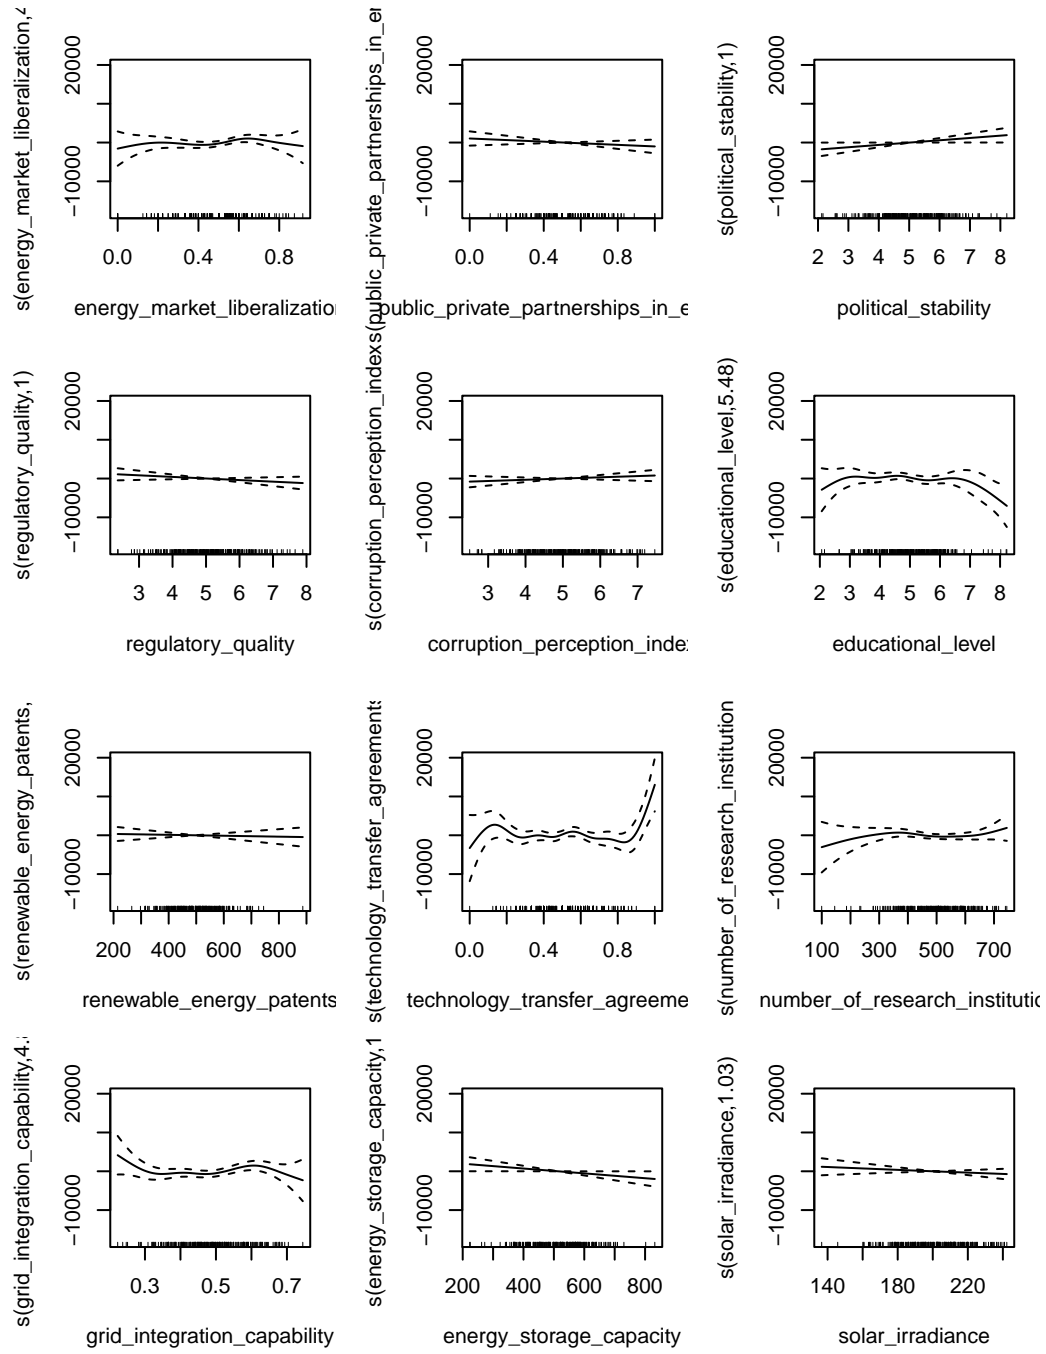 s(energy_market_liberalization,4
20000
-10000
0.0 0.4 0.8
energy_market_liberalization
s(public_private_partnerships_in_er
20000
-10000
0.0 0.4 0.8
public_private_partnerships_in_e
s(political_stability,1)
20000
-10000
2 3 4 5 6 7 8
political_stability
s(regulatory_quality,1)
20000
-10000
3 4 5 6 7 8
regulatory_quality
s(corruption_perception_index
20000
-10000
3 4 5 6 7
corruption_perception_index
s(educational_level,5.48)
20000
-10000
2 3 4 5 6 7 8
educational_level
s(renewable_energy_patents,
20000
-10000
200 400 600 800
renewable_energy_patents
s(technology_transfer_agreements
20000
-10000
0.0 0.4 0.8
technology_transfer_agreeme
s(number_of_research_institution
20000
-10000
100 300 500 700
number_of_research_institutio
s(grid_integration_capability,4.
20000
-10000
0.3 0.5 0.7
grid_integration_capability
s(energy_storage_capacity,1
20000
-10000
200 400 600 800
energy_storage_capacity
s(solar_irradiance,1.03)
20000
-10000
140 180 220
solar_irradiance